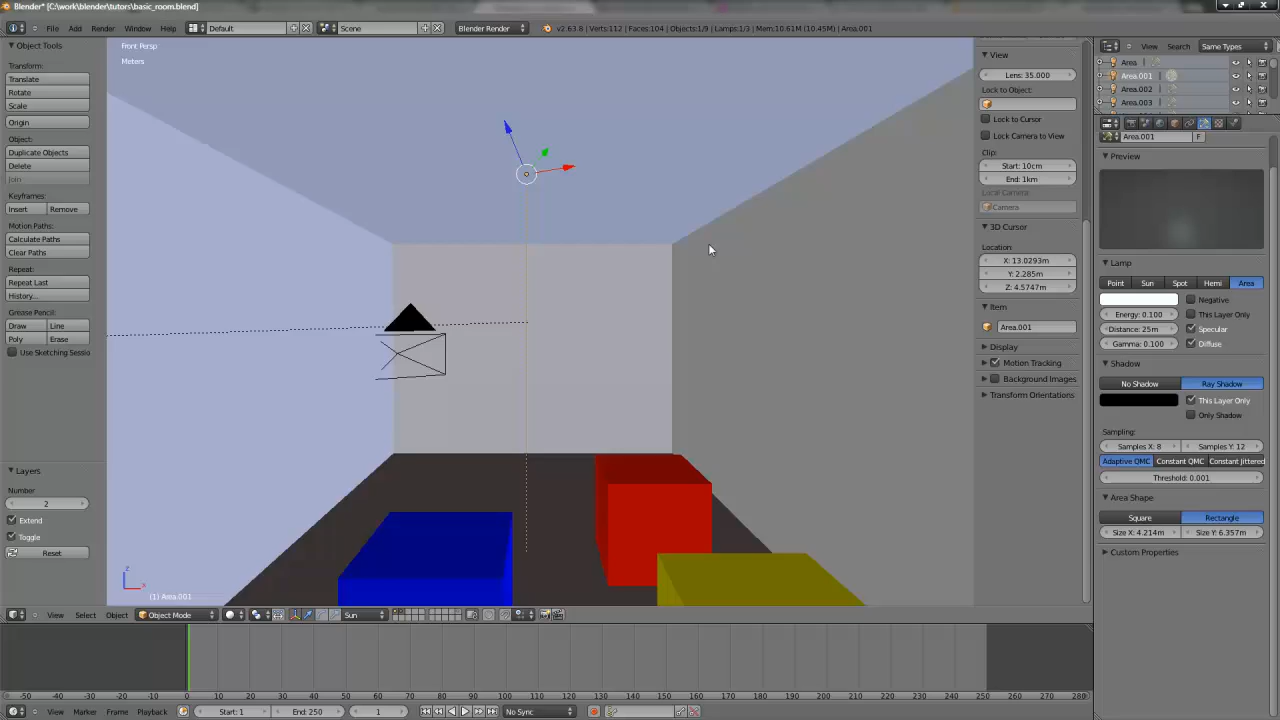 Blender* [C:\work\blender\tutors\basic_room.blend]
File Add Render Window Help Default Scene Blender Render v2.63.8 | Verts:112 | Faces:104 | Objects:1/9 | Lamps:1/3 | Mem:10.61M (10.45M) | Area.001
Object Tools
Transform:
Translate
Rotate
Scale
Origin
Object:
Duplicate Objects
Delete
Join
Keyframes:
Insert Remove
Motion Paths:
Calculate Paths
Clear Paths
Repeat:
Repeat Last
History...
Grease Pencil:
Draw Line
Poly Erase
Use Sketching Sessio
Layers
Number
2
Extend
Toggle
Reset
Front Persp
Meters
z
x
(1) Area.001
View Select Object Object Mode Sun
View
Lens: 35.000
Lock to Object:
Lock to Cursor
Lock Camera to View
Clip:
Start: 10cm
End: 1km
Local Camera:
Camera
3D Cursor
Location:
X: 13.0293m
Y: 2.285m
Z: 4.5747m
Item
Area.001
Display
Motion Tracking
Background Images
Transform Orientations
View Search Same Types
Area
Area.001
Area.002
Area.003
Area.001 F
Preview
Lamp
Point Sun Spot Hemi Area
Negative
Energy: 0.100 This Layer Only
Distance: 25m Specular
Gamma: 0.100 Diffuse
Shadow
No Shadow Ray Shadow
This Layer Only
Only Shadow
Sampling:
Samples X: 8 Samples Y: 12
Adaptive QMC Constant QMC Constant Jittered
Threshold: 0.001
Area Shape
Square Rectangle
Size X: 4.214m Size Y: 6.357m
Custom Properties
-50 -40 -30 -20 -10 0 10 20 30 40 50 60 70 80 90 100 110 120 130 140 150 160 170 180 190 200 210 220 230 240 250 260 270 280
View Marker Frame Playback Start: 1 End: 250 1 No Sync